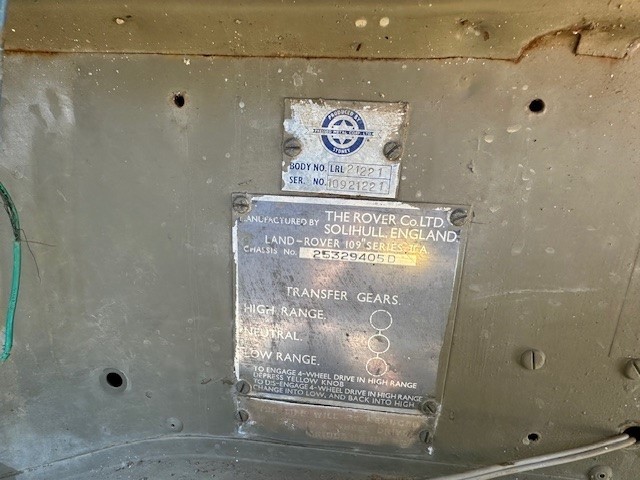 PRODUCED BY
PRESSED METAL CORP. LTD.
SYDNEY
BODY NO. LRL 21221
SER. NO. 10921221
MANUFACTURED BY THE ROVER CO. LTD.
SOLIHULL, ENGLAND
LAND-ROVER 109" SERIES IIA
CHASSIS NO. 25329405D
TRANSFER GEARS.
HIGH RANGE.
NEUTRAL.
LOW RANGE.
TO ENGAGE 4-WHEEL DRIVE IN HIGH RANGE
DEPRESS YELLOW KNOB
TO DIS-ENGAGE 4-WHEEL DRIVE IN HIGH RANGE
CHANGE INTO LOW, AND BACK INTO HIGH